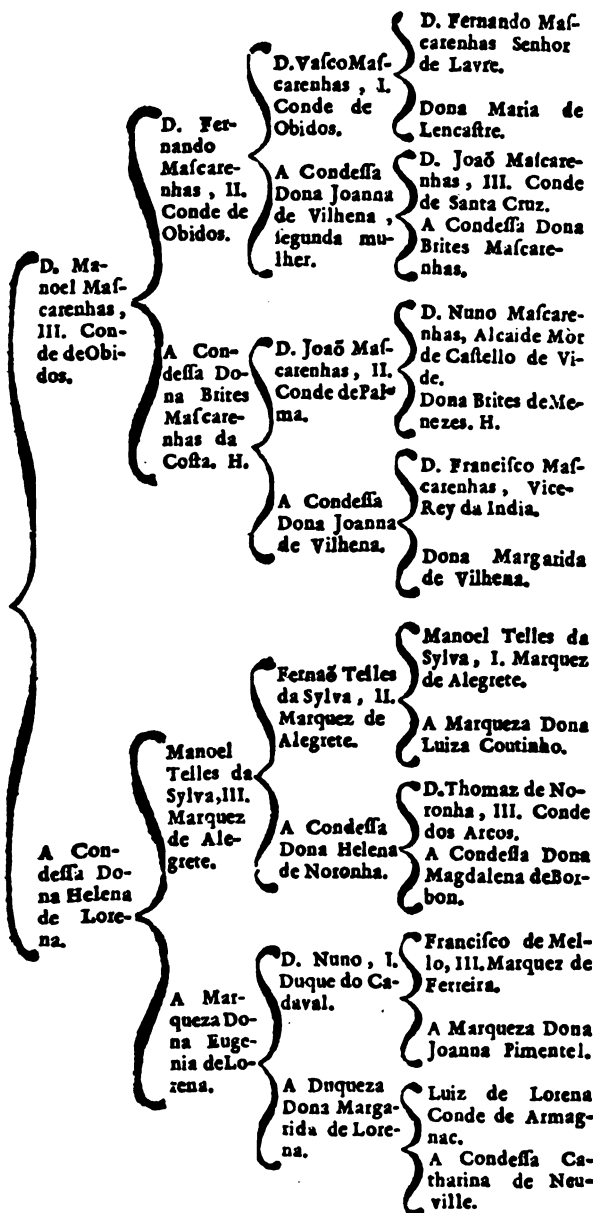 D. Manoel Maſ-
carenhas,
III. Con-
de deObi-
dos.
D. Fer-
nando
Maſcare-
nhas, II.
Conde de
Obidos.
D.VaſcoMaſ-
carenhas, I.
Conde de
Obidos.
D. Fernando Maſ-
carenhas Senhor
de Lavre.
Dona Maria de
Lencaſtre.
A Condeſſa
Dona Joanna
de Vilhena,
ſegunda mu-
lher.
D. Joaõ Maſcare-
nhas, III. Conde
de Santa Cruz.
A Condeſſa Dona
Brites Maſcare-
nhas.
A Con-
deſſa Do-
na Brites
Maſcare-
nhas da
Coſta. H.
D. Joaõ Maſ-
carenhas, II.
Conde dePal-
ma.
D. Nuno Maſcare-
nhas, Alcaide Mòr
de Caſtello de Vi-
de.
Dona Brites deMe-
nezes. H.
A Condeſſa
Dona Joanna
de Vilhena.
D. Franciſco Maſ-
carenhas, Vice-
Rey da India.
Dona Margarida
de Vilhena.
A Con-
deſſa Do-
na Helena
de Lore-
na.
Manoel
Telles da
Sylva,III.
Marquez
de Ale-
grete.
Fernaõ Telles
da Sylva, II.
Marquez de
Alegrete.
Manoel Telles da
Sylva, I. Marquez
de Alegrete.
A Marqueza Dona
Luiza Coutinho.
A Condeſſa
Dona Helena
de Noronha.
D.Thomaz de No-
ronha, III. Conde
dos Arcos.
A Condeſſa Dona
Magdalena deBor-
bon.
A Mar-
queza Do-
na Euge-
nia deLo-
rena.
D. Nuno, I.
Duque do Ca-
daval.
Franciſco de Mel-
lo, III.Marquez de
Ferreira.
A Marqueza Dona
Joanna Pimentel.
A Duqueza
Dona Marga-
rida de Lore-
na.
Luiz de Lorena
Conde de Armag-
nac.
A Condeſſa Ca-
tharina de Neu-
ville.